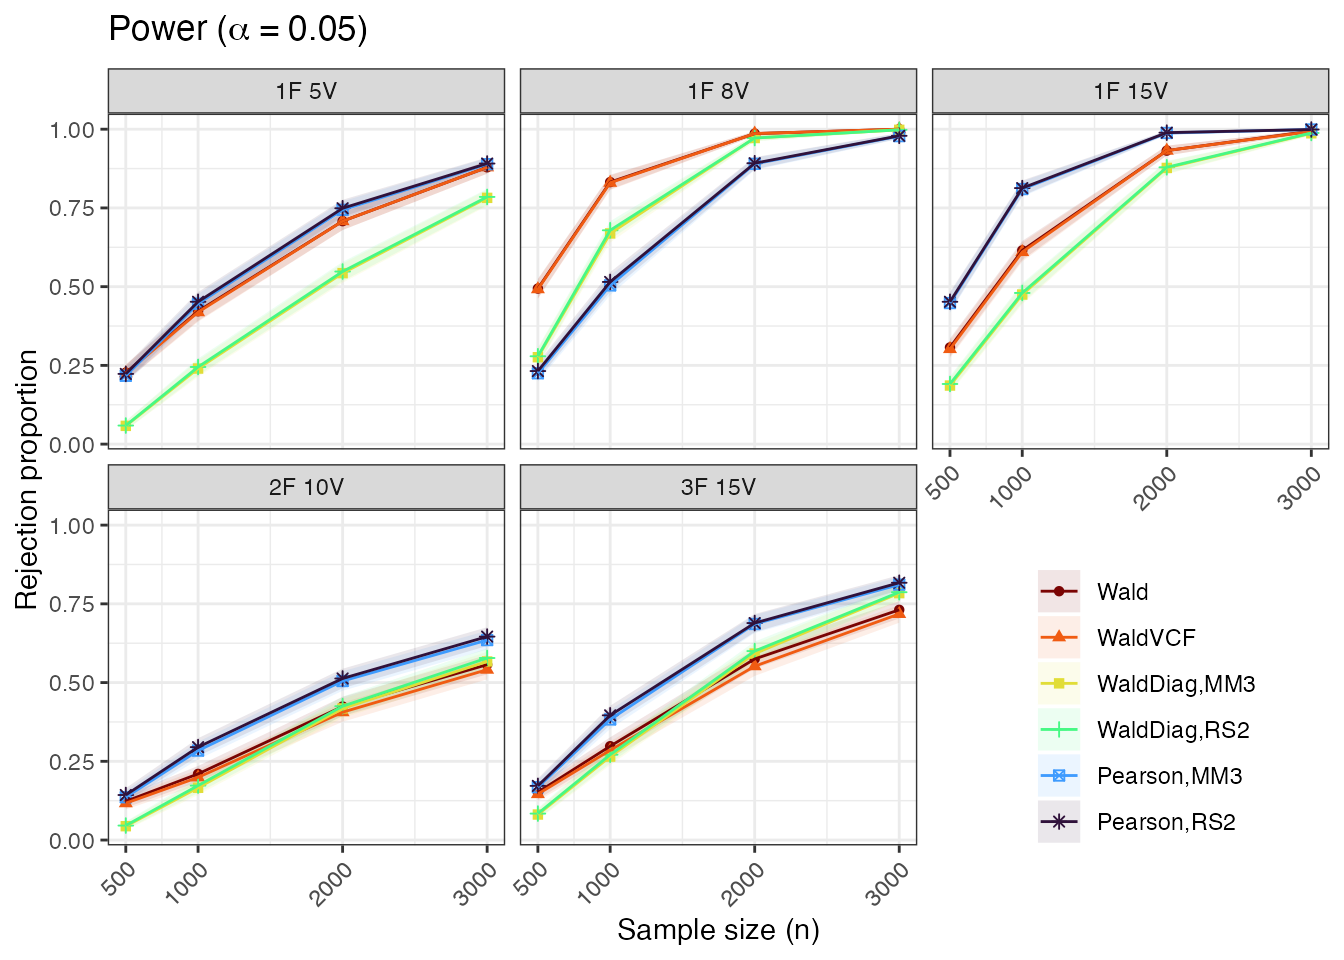 Power (α = 0.05)
1F 5V
1F 8V
1F 15V
1.00
0.75
0.50
0.25
0.00
500
1000
2000
3000
2F 10V
3F 15V
1.00
0.75
0.50
0.25
0.00
500
1000
2000
3000
500
1000
2000
3000
Rejection proportion
Sample size (n)
Wald
WaldVCF
WaldDiag,MM3
WaldDiag,RS2
Pearson,MM3
Pearson,RS2